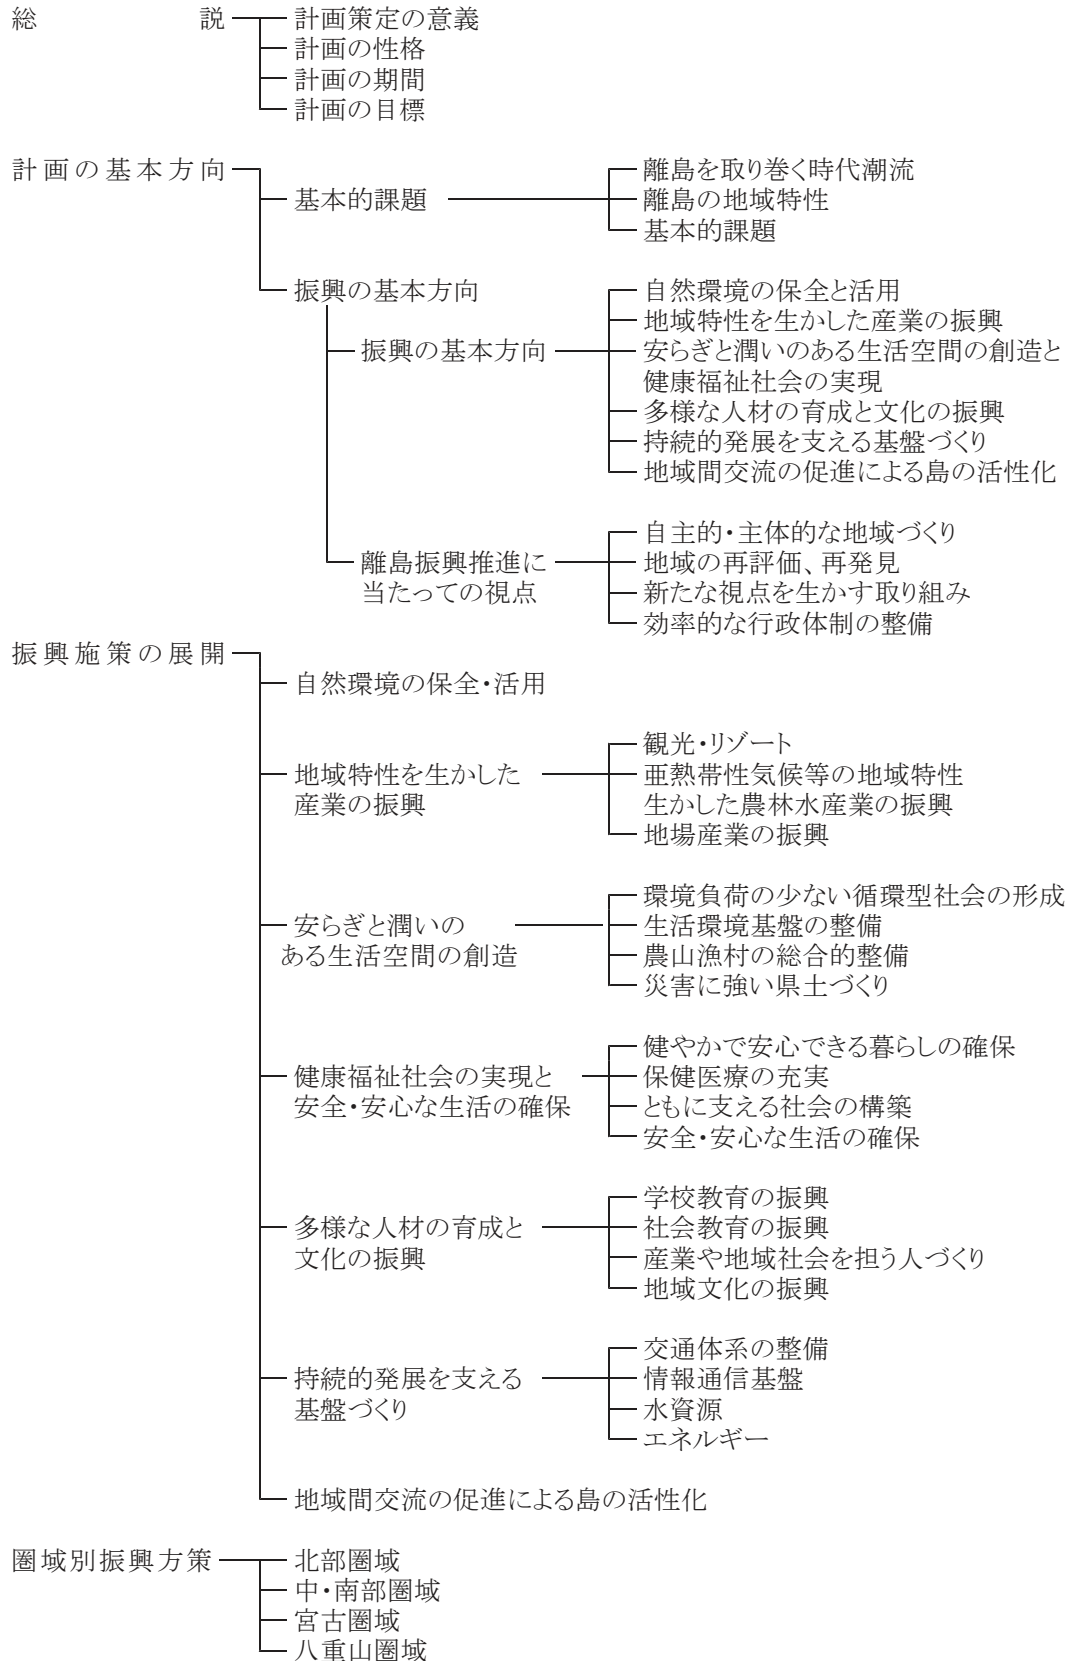 総説
計画策定の意義
計画の性格
計画の期間
計画の目標
計画の基本方向
基本的課題
離島を取り巻く時代潮流
離島の地域特性
基本的課題
振興の基本方向
振興の基本方向
自然環境の保全と活用
地域特性を生かした産業の振興
安らぎと潤いのある生活空間の創造と
健康福祉社会の実現
多様な人材の育成と文化の振興
持続的発展を支える基盤づくり
地域間交流の促進による島の活性化
離島振興推進に
当たっての視点
自主的・主体的な地域づくり
地域の再評価、再発見
新たな視点を生かす取り組み
効率的な行政体制の整備
振興施策の展開
自然環境の保全・活用
地域特性を生かした
産業の振興
観光・リゾート
亜熱帯性気候等の地域特性
生かした農林水産業の振興
地場産業の振興
安らぎと潤いの
ある生活空間の創造
環境負荷の少ない循環型社会の形成
生活環境基盤の整備
農山漁村の総合的整備
災害に強い県土づくり
健康福祉社会の実現と
安全・安心な生活の確保
健やかで安心できる暮らしの確保
保健医療の充実
ともに支える社会の構築
安全・安心な生活の確保
多様な人材の育成と
文化の振興
学校教育の振興
社会教育の振興
産業や地域社会を担う人づくり
地域文化の振興
持続的発展を支える
基盤づくり
交通体系の整備
情報通信基盤
水資源
エネルギー
地域間交流の促進による島の活性化
圏域別振興方策
北部圏域
中・南部圏域
宮古圏域
八重山圏域